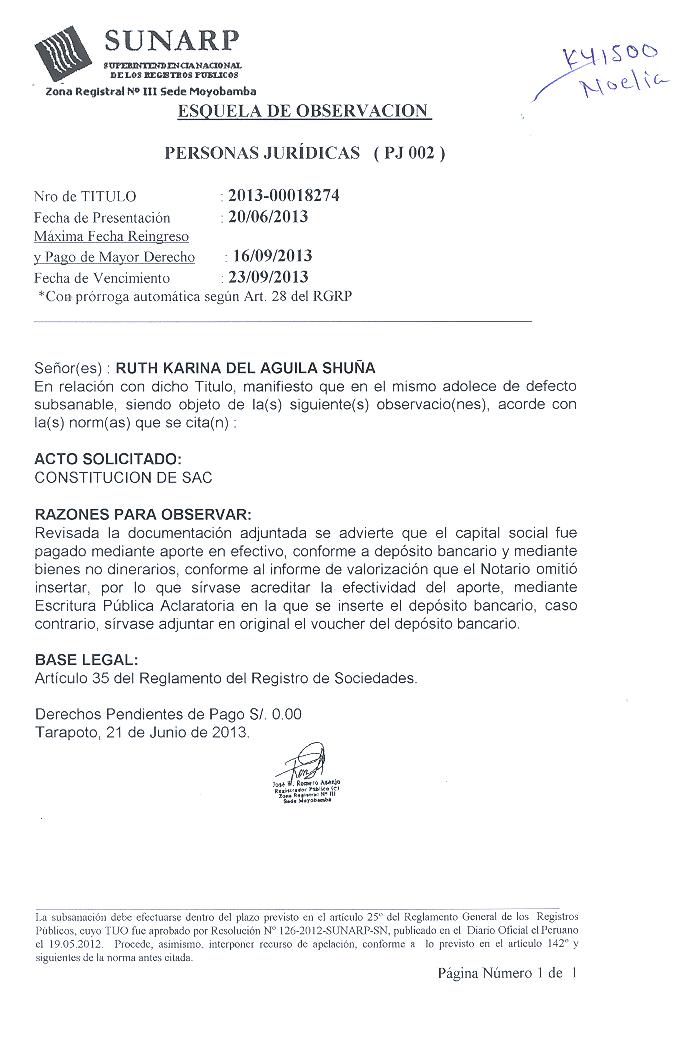 SUNARP
SUPERINTENDENCIA NACIONAL
DE LOS REGISTROS PUBLICOS
Zona Registral Nº III Sede Moyobamba
K41500
Noelia
ESQUELA DE OBSERVACION
PERSONAS JURÍDICAS ( PJ 002 )
Nro de TITULO : 2013-00018274
Fecha de Presentación : 20/06/2013
Máxima Fecha Reingreso
y Pago de Mayor Derecho : 16/09/2013
Fecha de Vencimiento : 23/09/2013
*Con prórroga automática según Art. 28 del RGRP
Señor(es) : RUTH KARINA DEL AGUILA SHUÑA
En relación con dicho Titulo, manifiesto que en el mismo adolece de defecto
subsanable, siendo objeto de la(s) siguiente(s) observacio(nes), acorde con
la(s) norm(as) que se cita(n) :
ACTO SOLICITADO:
CONSTITUCION DE SAC
RAZONES PARA OBSERVAR:
Revisada la documentación adjuntada se advierte que el capital social fue
pagado mediante aporte en efectivo, conforme a depósito bancario y mediante
bienes no dinerarios, conforme al informe de valorización que el Notario omitió
insertar, por lo que sírvase acreditar la efectividad del aporte, mediante
Escritura Pública Aclaratoria en la que se inserte el depósito bancario, caso
contrario, sírvase adjuntar en original el voucher del depósito bancario.
BASE LEGAL:
Artículo 35 del Reglamento del Registro de Sociedades.
Derechos Pendientes de Pago S/. 0.00
Tarapoto, 21 de Junio de 2013.
José W. Romero Asenjo
Registrador Público (e)
Zona Registral Nº III
Sede Moyobamba
La subsanación debe efectuarse dentro del plazo previsto en el artículo 25º del Reglamento General de los Registros
Públicos, cuyo TUO fue aprobado por Resolución Nº 126-2012-SUNARP-SN, publicado en el Diario Oficial el Peruano
el 19.05.2012. Procede, asimismo, interponer recurso de apelación, conforme a lo previsto en el artículo 142º y
siguientes de la norma antes citada.
Página Número 1 de 1